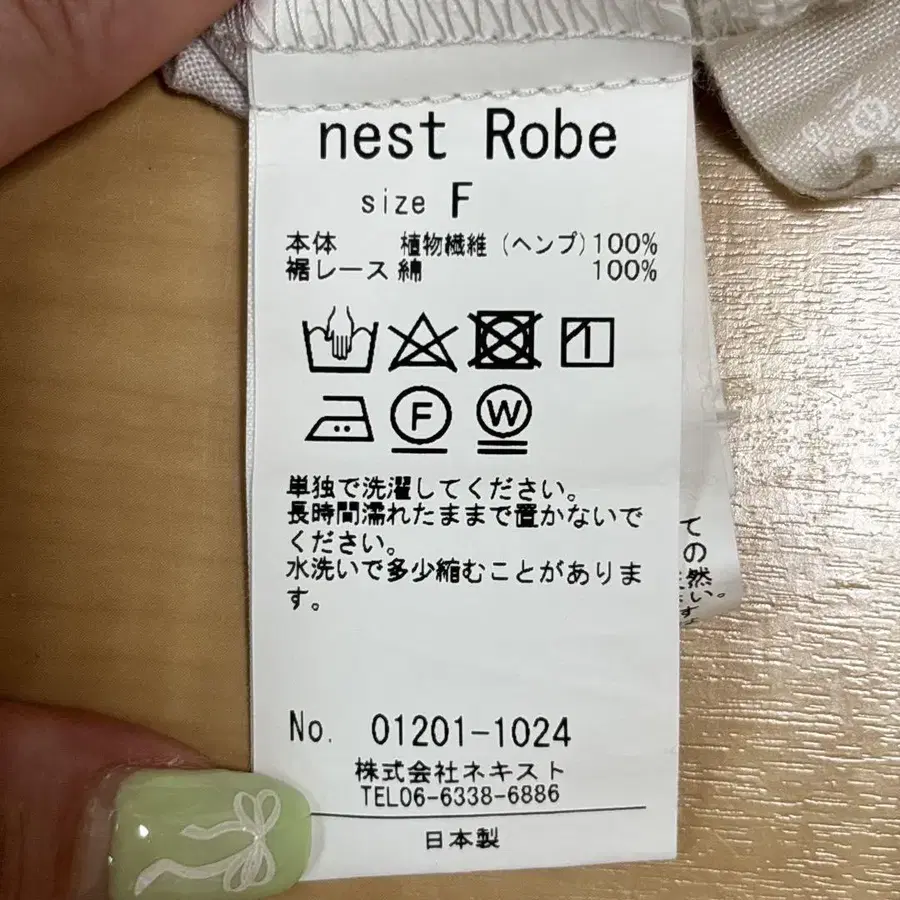 nest Robe
size F
本体 植物繊維 (ヘンプ)100%
裾レース 綿 100%
F W
単独で洗濯してください。
長時間濡れたままで置かないで
ください。
水洗いで多少縮むことがありま
す。
ての
然
い。
No. 01201-1024
株式会社ネキスト
TEL06-6338-6886
日本製